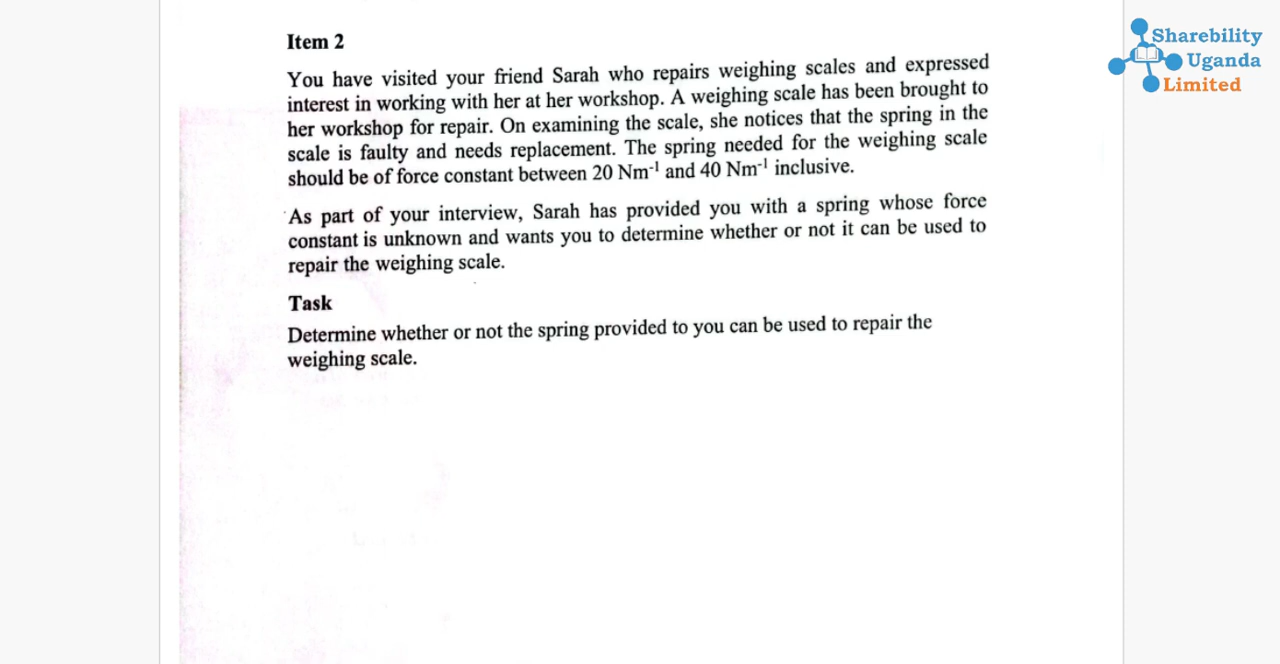 Item 2
You have visited your friend Sarah who repairs weighing scales and expressed
interest in working with her at her workshop. A weighing scale has been brought to
her workshop for repair. On examining the scale, she notices that the spring in the
scale is faulty and needs replacement. The spring needed for the weighing scale
should be of force constant between 20 Nm⁻¹ and 40 Nm⁻¹ inclusive.
As part of your interview, Sarah has provided you with a spring whose force
constant is unknown and wants you to determine whether or not it can be used to
repair the weighing scale.
Task
Determine whether or not the spring provided to you can be used to repair the
weighing scale.
Sharebility
Uganda
Limited